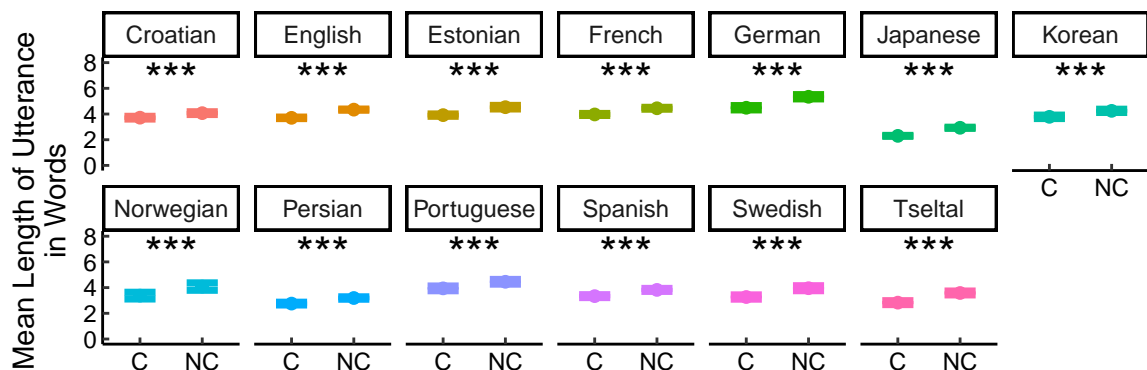 Croatian English Estonian French German Japanese Korean
8 *** *** *** *** *** *** ***
6
4
2
0
C NC
Mean Length of Utterance
in Words
Norwegian Persian Portuguese Spanish Swedish Tseltal
8 *** *** *** *** *** ***
6
4
2
0
C NC C NC C NC C NC C NC C NC